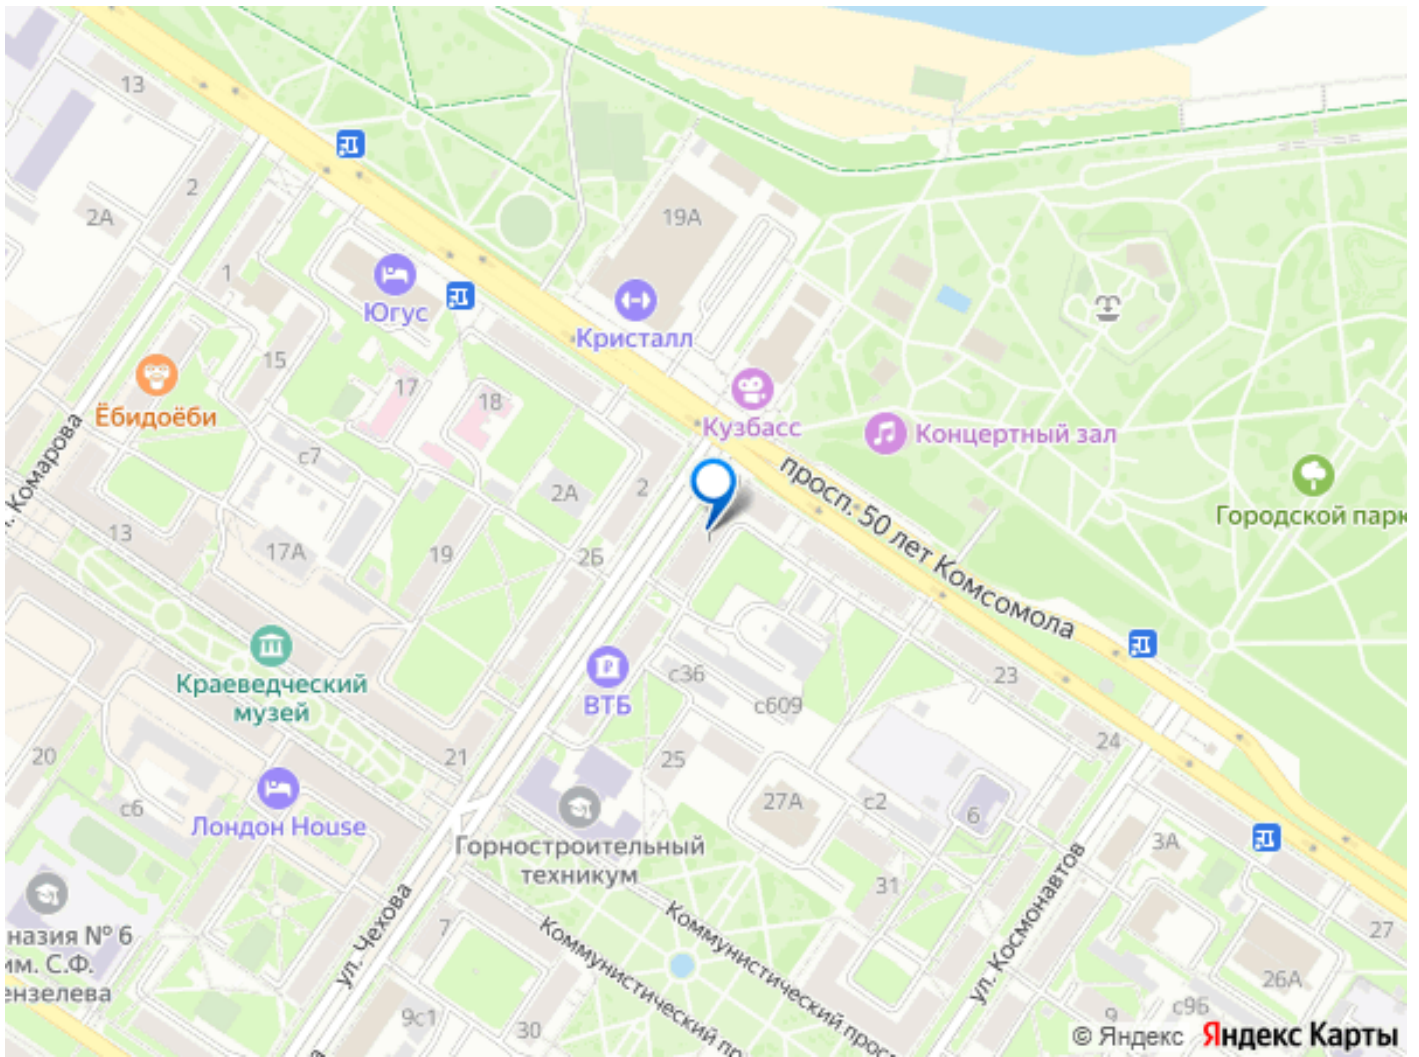 13
2
2А
19А
1
Югус
Кристалл
15
17
18
Ёбидоёби
Кузбасс
Концертный зал
Комарова
с7
2
просп. 50 лет Комсомола
Городской парк
2А
13
17А
19
2Б
Краеведческий
музей
с36
ВТБ
23
с609
20
21
25
24
27А
с2
6
с6
Лондон House
Горностроительный
техникум
3А
31
ул. Чехова
7
Коммунистический
Коммунистический просп
ул. Космонавтов
27
назия № 6
им. С.Ф.
ензелева
26А
9с1
30
9
с9Б
© Яндекс Яндекс Карты